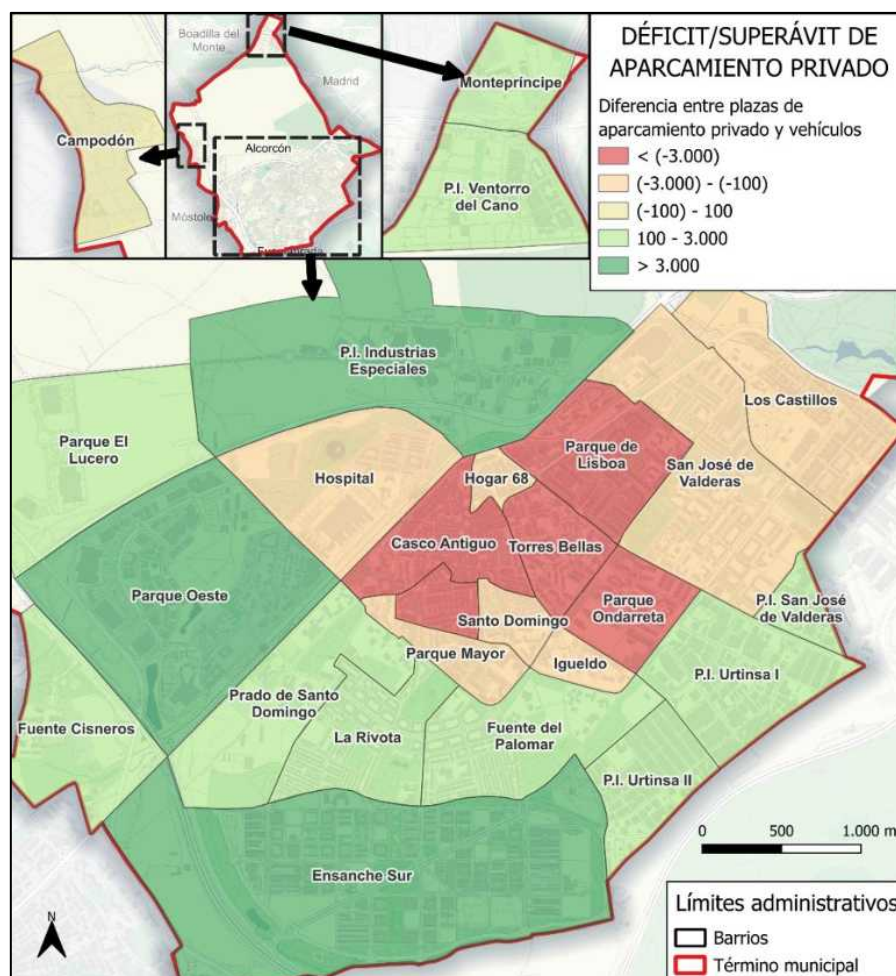 DÉFICIT/SUPERÁVIT DE
APARCAMIENTO PRIVADO
Diferencia entre plazas de
aparcamiento privado y vehículos
< (-3.000)
(-3.000) - (-100)
(-100) - 100
100 - 3.000
> 3.000
Boadilla del
Monte
Madrid
Alcorcón
Campodón
Montepríncipe
P.I. Ventorro
del Cano
P.I. Industrias
Especiales
Los Castillos
Parque El
Lucero
Parque de
Lisboa
San José de
Valderas
Hospital
Hogar 68
Casco Antiguo
Torres Bellas
Parque Oeste
Parque
Ondarreta
P.I. San José
de Valderas
Santo Domingo
Parque Mayor
Igueldo
P.I. Urtinsa I
Prado de Santo
Domingo
Fuente Cisneros
La Rivota
Fuente del
Palomar
P.I. Urtinsa II
Ensanche Sur
0 500 1.000 m
N
Límites administrativos
Barrios
Término municipal